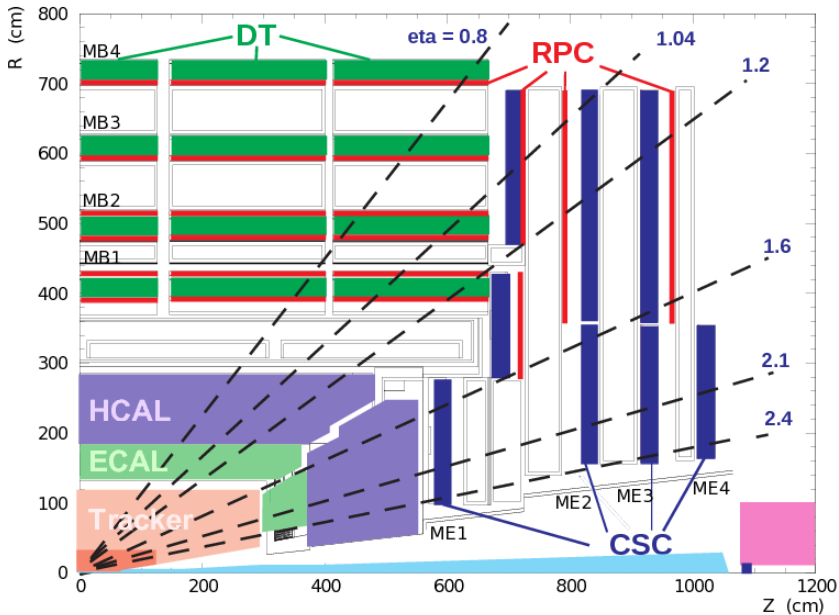 R (cm)
800
700
600
500
400
300
200
100
0
MB4
MB3
MB2
MB1
DT
eta = 0.8
RPC
1.04
1.2
1.6
2.1
2.4
HCAL
ECAL
Tracker
ME1
ME2
ME3
ME4
CSC
0
200
400
600
800
1000
1200
Z (cm)